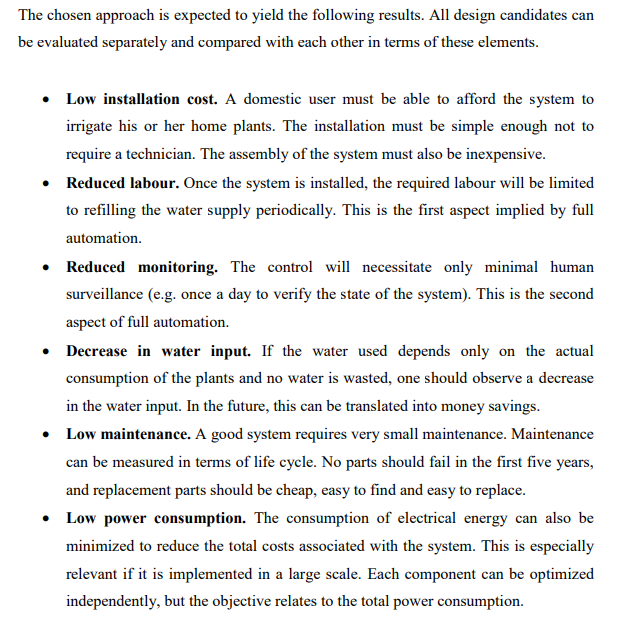 The chosen approach is expected to yield the following results. All design candidates can
be evaluated separately and compared with each other in terms of these elements.
• Low installation cost. A domestic user must be able to afford the system to
irrigate his or her home plants. The installation must be simple enough not to
require a technician. The assembly of the system must also be inexpensive.
• Reduced labour. Once the system is installed, the required labour will be limited
to refilling the water supply periodically. This is the first aspect implied by full
automation.
• Reduced monitoring. The control will necessitate only minimal human
surveillance (e.g. once a day to verify the state of the system). This is the second
aspect of full automation.
• Decrease in water input. If the water used depends only on the actual
consumption of the plants and no water is wasted, one should observe a decrease
in the water input. In the future, this can be translated into money savings.
• Low maintenance. A good system requires very small maintenance. Maintenance
can be measured in terms of life cycle. No parts should fail in the first five years,
and replacement parts should be cheap, easy to find and easy to replace.
• Low power consumption. The consumption of electrical energy can also be
minimized to reduce the total costs associated with the system. This is especially
relevant if it is implemented in a large scale. Each component can be optimized
independently, but the objective relates to the total power consumption.